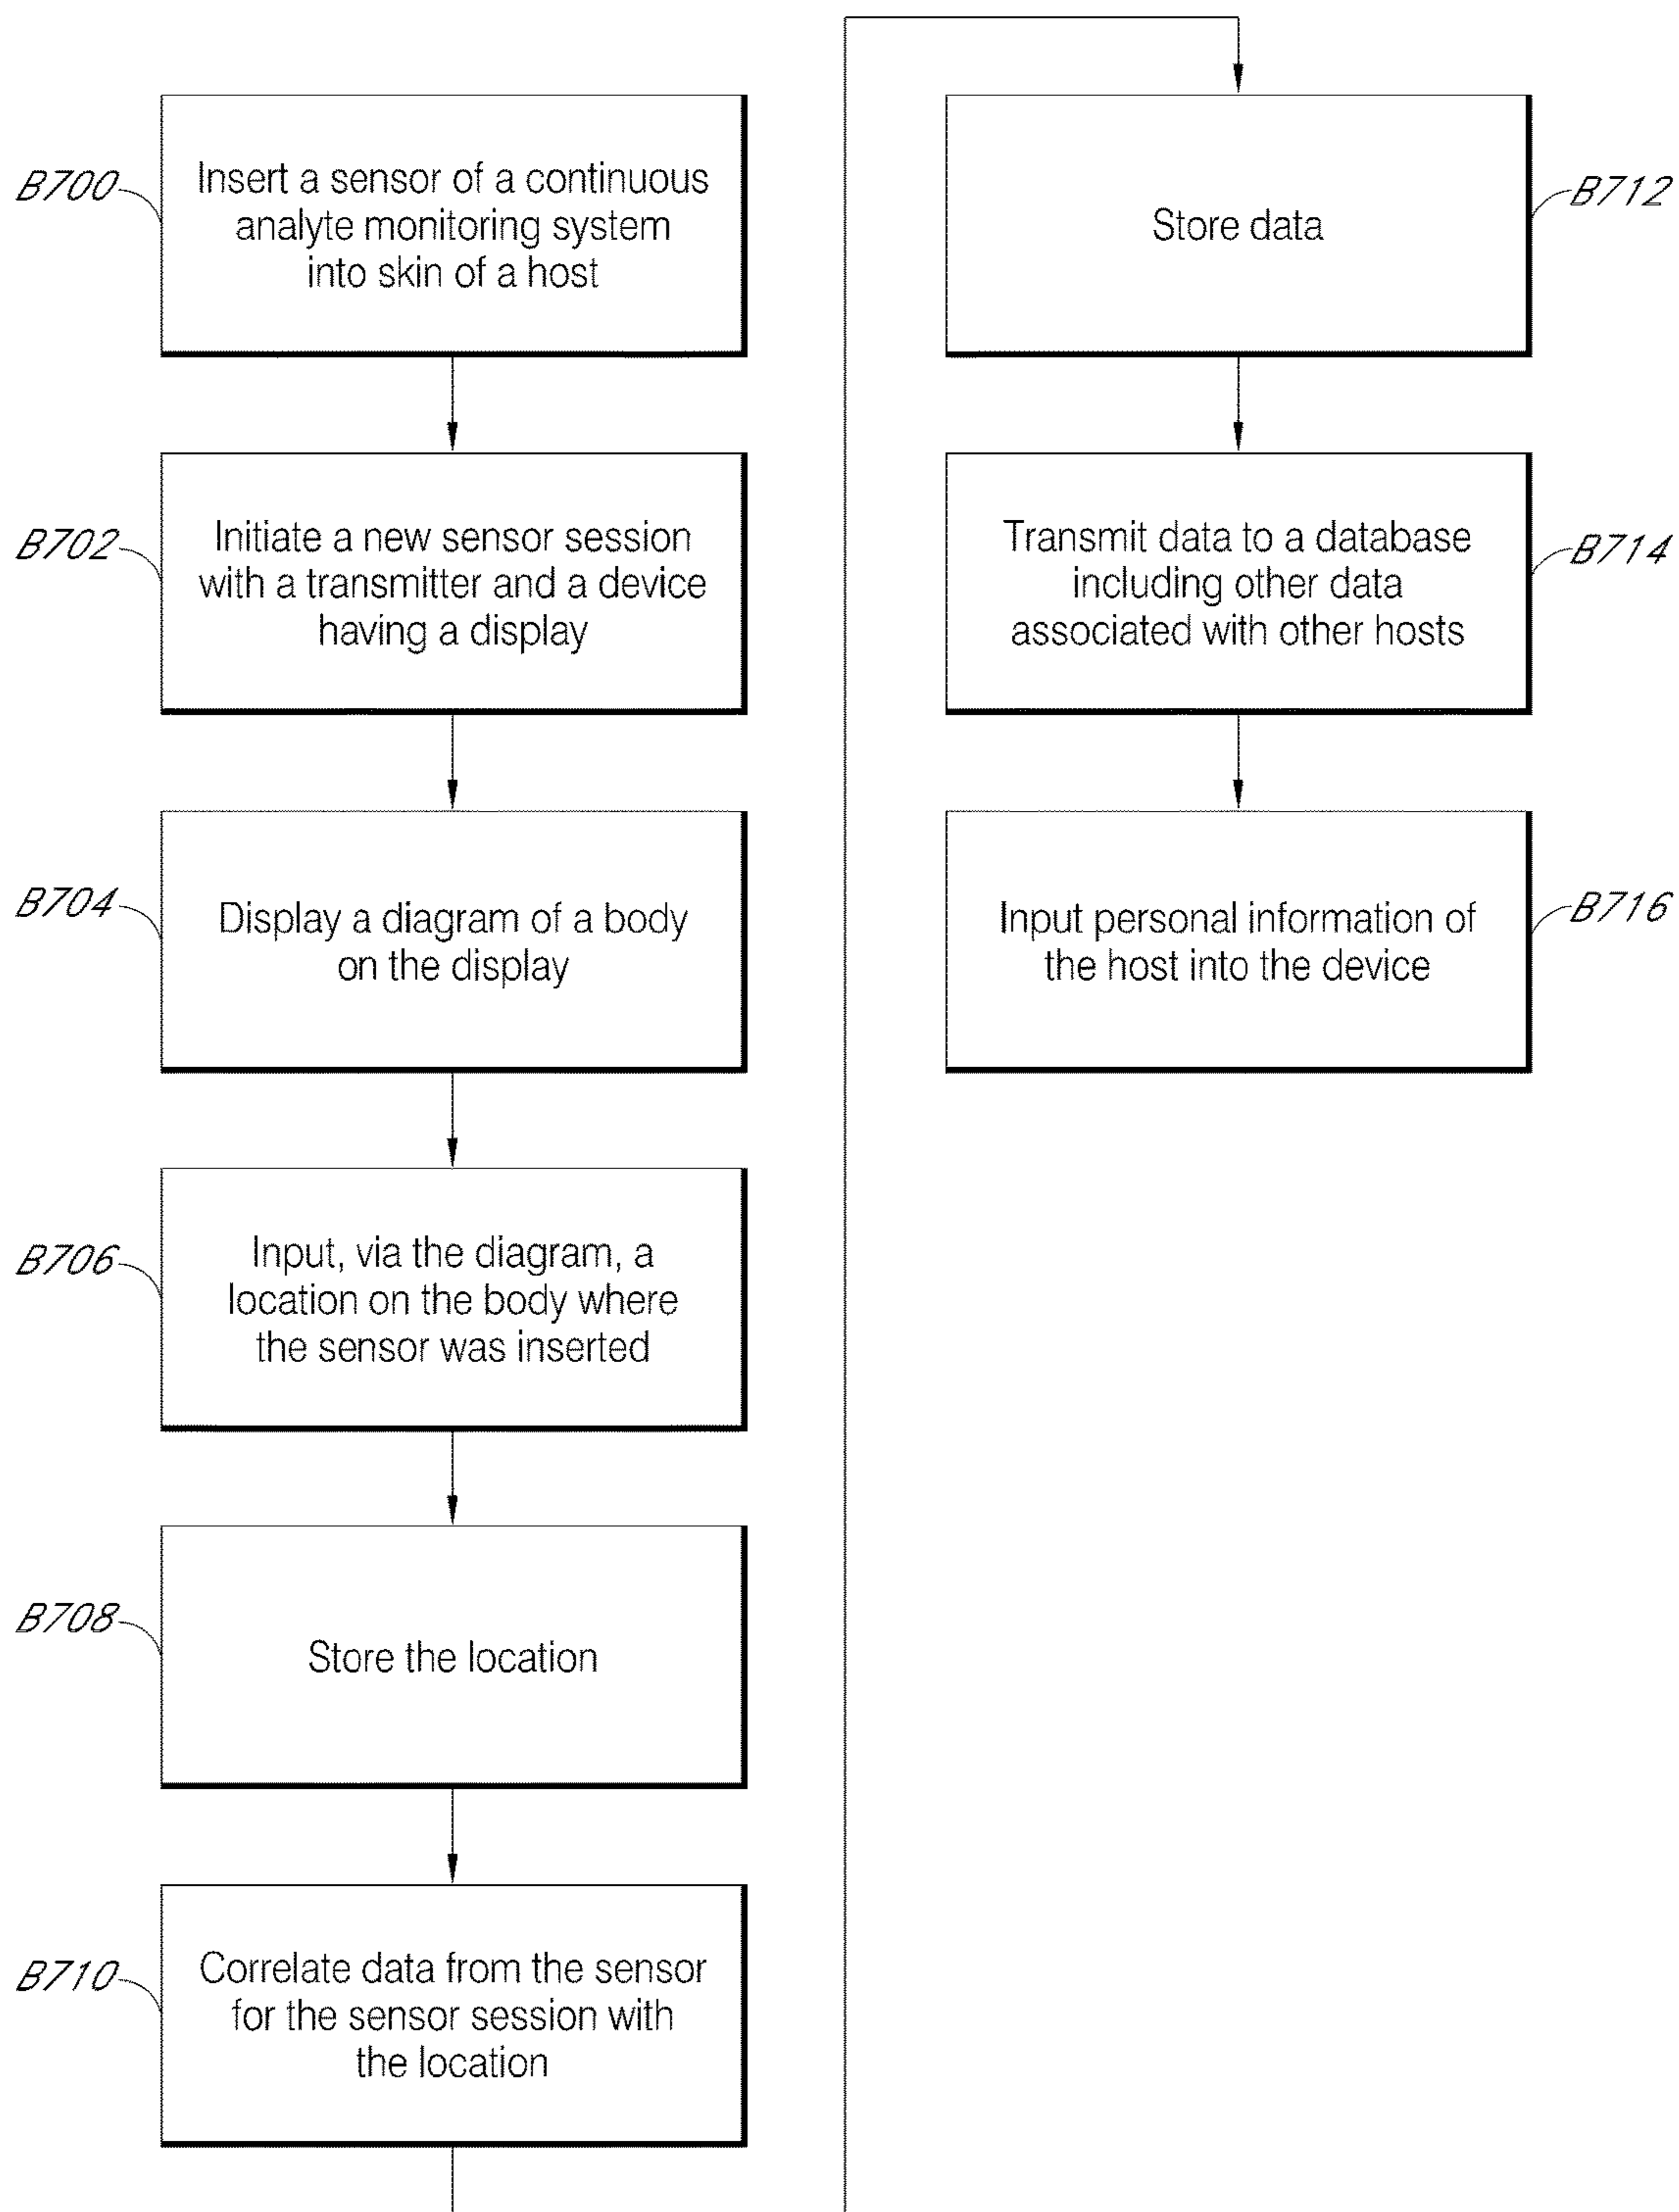 B700
Insert a sensor of a continuous
analyte monitoring system
into skin of a host
B702
Initiate a new sensor session
with a transmitter and a device
having a display
B704
Display a diagram of a body
on the display
B706
Input, via the diagram, a
location on the body where
the sensor was inserted
B708
Store the location
B710
Correlate data from the sensor
for the sensor session with
the location
Store data
B712
Transmit data to a database
including other data
associated with other hosts
B714
Input personal information of
the host into the device
B716